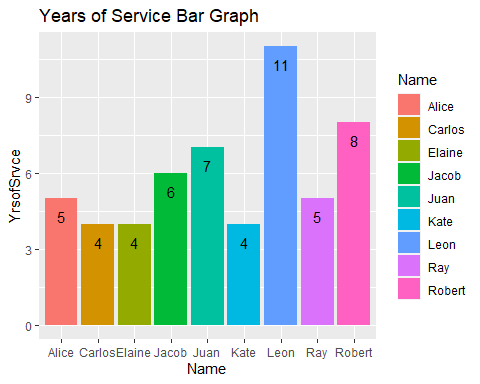 Years of Service Bar Graph
YrsofSrvce
9
6
3
0
5
4
4
6
7
4
11
5
8
Alice Carlos Elaine Jacob Juan Kate Leon Ray Robert
Name
Name
Alice
Carlos
Elaine
Jacob
Juan
Kate
Leon
Ray
Robert